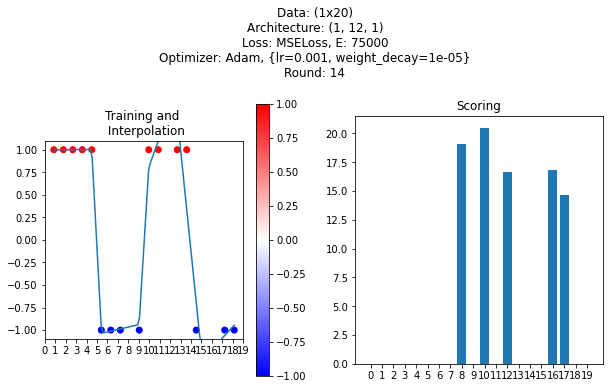 Data: (1x20)
Architecture: (1, 12, 1)
Loss: MSELoss, E: 75000
Optimizer: Adam, {lr=0.001, weight_decay=1e-05}
Round: 14
Training and
Interpolation
1.00
0.75
0.50
0.25
0.00
−0.25
−0.50
−0.75
−1.00
0 1 2 3 4 5 6 7 8 9 10 11 12 13 14 15 16 17 18 19
1.00
0.75
0.50
0.25
0.00
−0.25
−0.50
−0.75
−1.00
Scoring
20.0
17.5
15.0
12.5
10.0
7.5
5.0
2.5
0.0
0 1 2 3 4 5 6 7 8 9 10 11 12 13 14 15 16 17 18 19